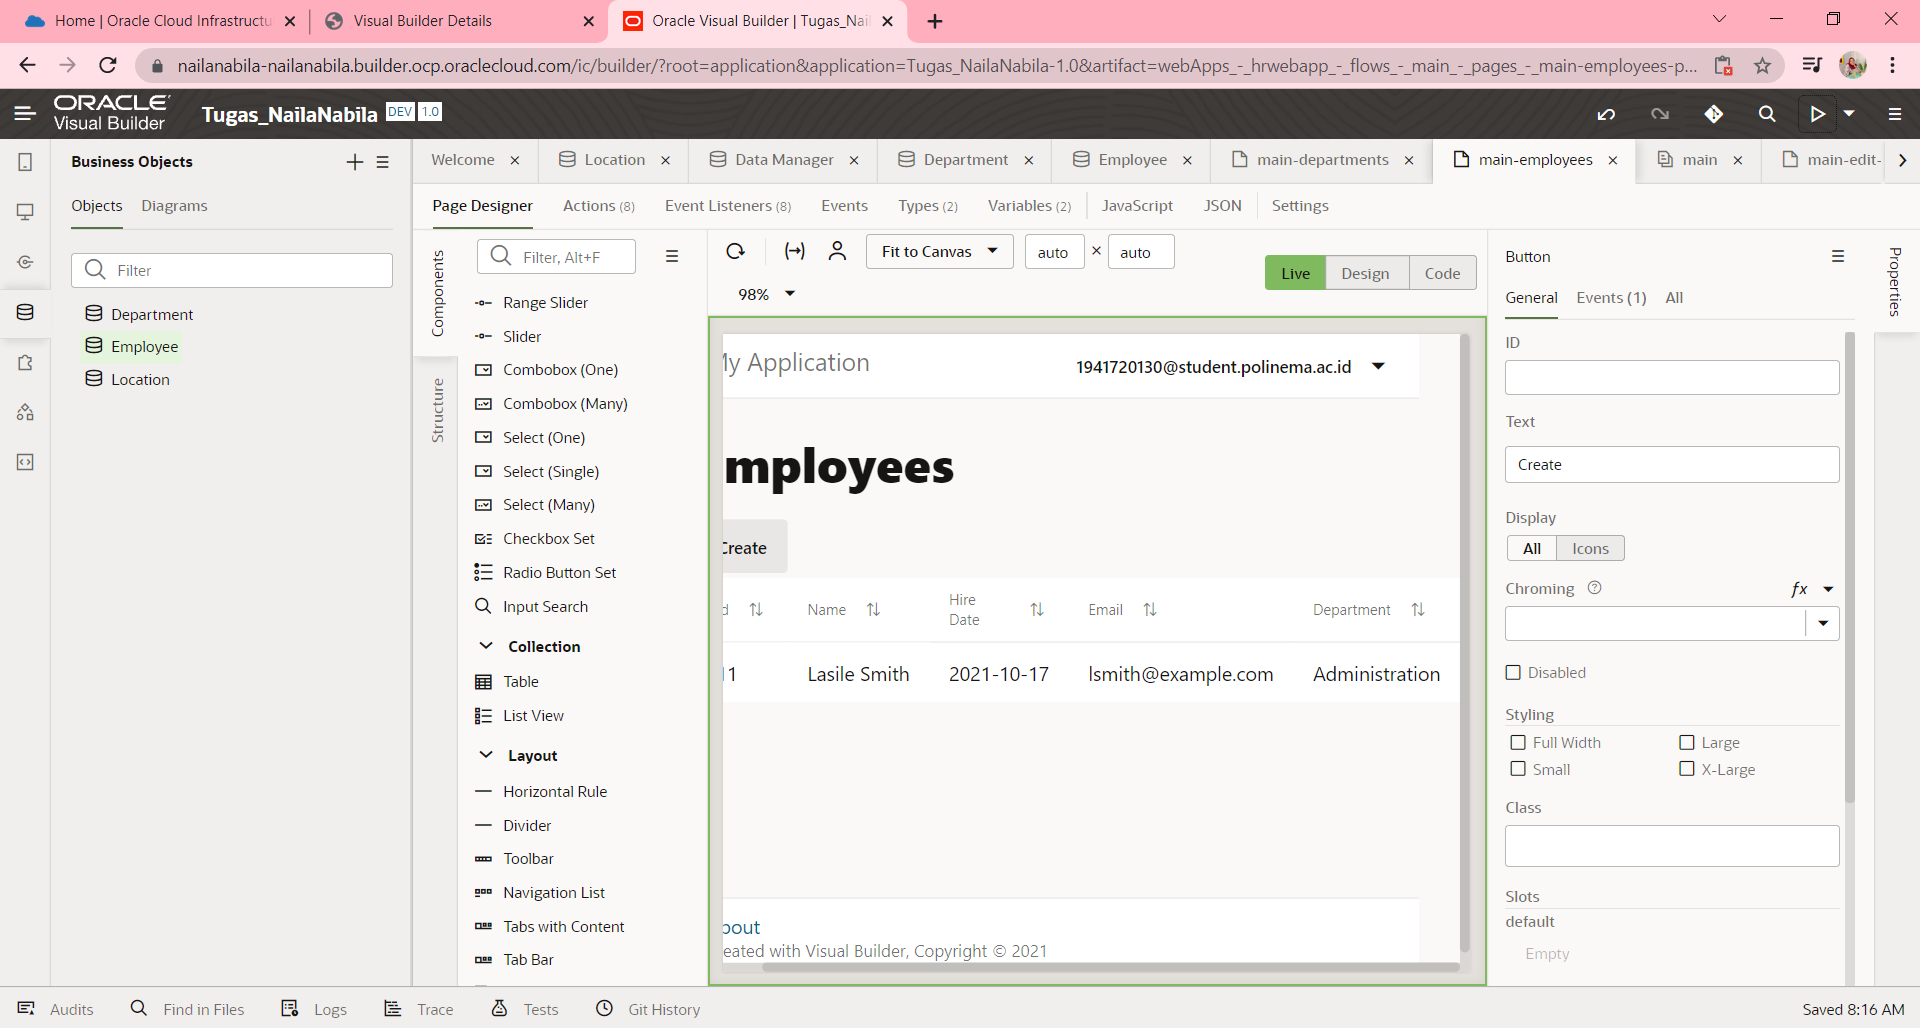 Home | Oracle Cloud Infrastructu
Visual Builder Details
Oracle Visual Builder | Tugas_Nail
nailanabila-nailanabila.builder.ocp.oraclecloud.com/ic/builder/?root=application&application=Tugas_NailaNabila-1.0&artifact=webApps_-_hrwebapp_-_flows_-_main_-_pages_-_main-employees-p...
ORACLE
Visual Builder
Tugas_NailaNabila DEV 1.0
Business Objects
Objects Diagrams
Filter
Department
Employee
Location
Welcome
Location
Data Manager
Department
Employee
main-departments
main-employees
main
main-edit-
Page Designer
Actions (8)
Event Listeners (8)
Events
Types (2)
Variables (2)
JavaScript
JSON
Settings
Components
Structure
Filter, Alt+F
Range Slider
Slider
Combobox (One)
Combobox (Many)
Select (One)
Select (Single)
Select (Many)
Checkbox Set
Radio Button Set
Input Search
Collection
Table
List View
Layout
Horizontal Rule
Divider
Toolbar
Navigation List
Tabs with Content
Tab Bar
Fit to Canvas
auto × auto
98%
Live Design Code
My Application
1941720130@student.polinema.ac.id
mployees
Create
d Name Hire Date Email Department
11 Lasile Smith 2021-10-17 lsmith@example.com Administration
bout
eated with Visual Builder, Copyright © 2021
Button
General Events (1) All
ID
Text
Create
Display
All Icons
Chroming fx
Disabled
Styling
Full Width Large
Small X-Large
Class
Slots
default
Empty
Properties
Audits
Find in Files
Logs
Trace
Tests
Git History
Saved 8:16 AM